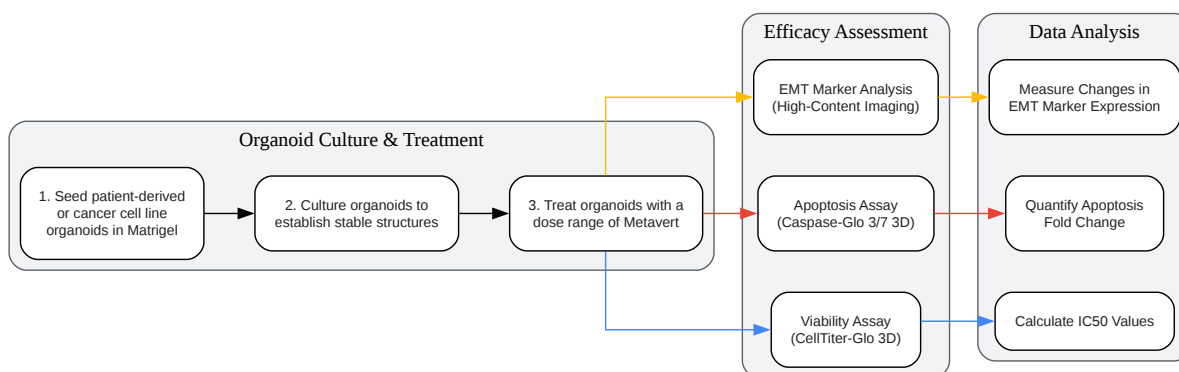 Organoid Culture & Treatment
1. Seed patient-derived
or cancer cell line
organoids in Matrigel
2. Culture organoids to
establish stable structures
3. Treat organoids with a
dose range of Metavert
Efficacy Assessment
EMT Marker Analysis
(High-Content Imaging)
Apoptosis Assay
(Caspase-Glo 3/7 3D)
Viability Assay
(CellTiter-Glo 3D)
Data Analysis
Measure Changes in
EMT Marker Expression
Quantify Apoptosis
Fold Change
Calculate IC50 Values